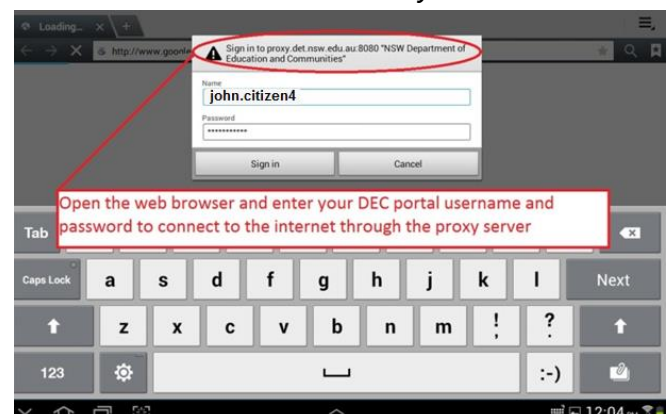 Loading...
http://www.google
Sign in to proxy.det.nsw.edu.au:8080 "NSW Department of
Education and Communities"
Name
john.citizen4
Password
***********
Sign in Cancel
Open the web browser and enter your DEC portal username and
password to connect to the internet through the proxy server
Tab
Caps Lock a s d f g h j k l Next
z x c v b n m ! , ? .
123 :-)
12:04